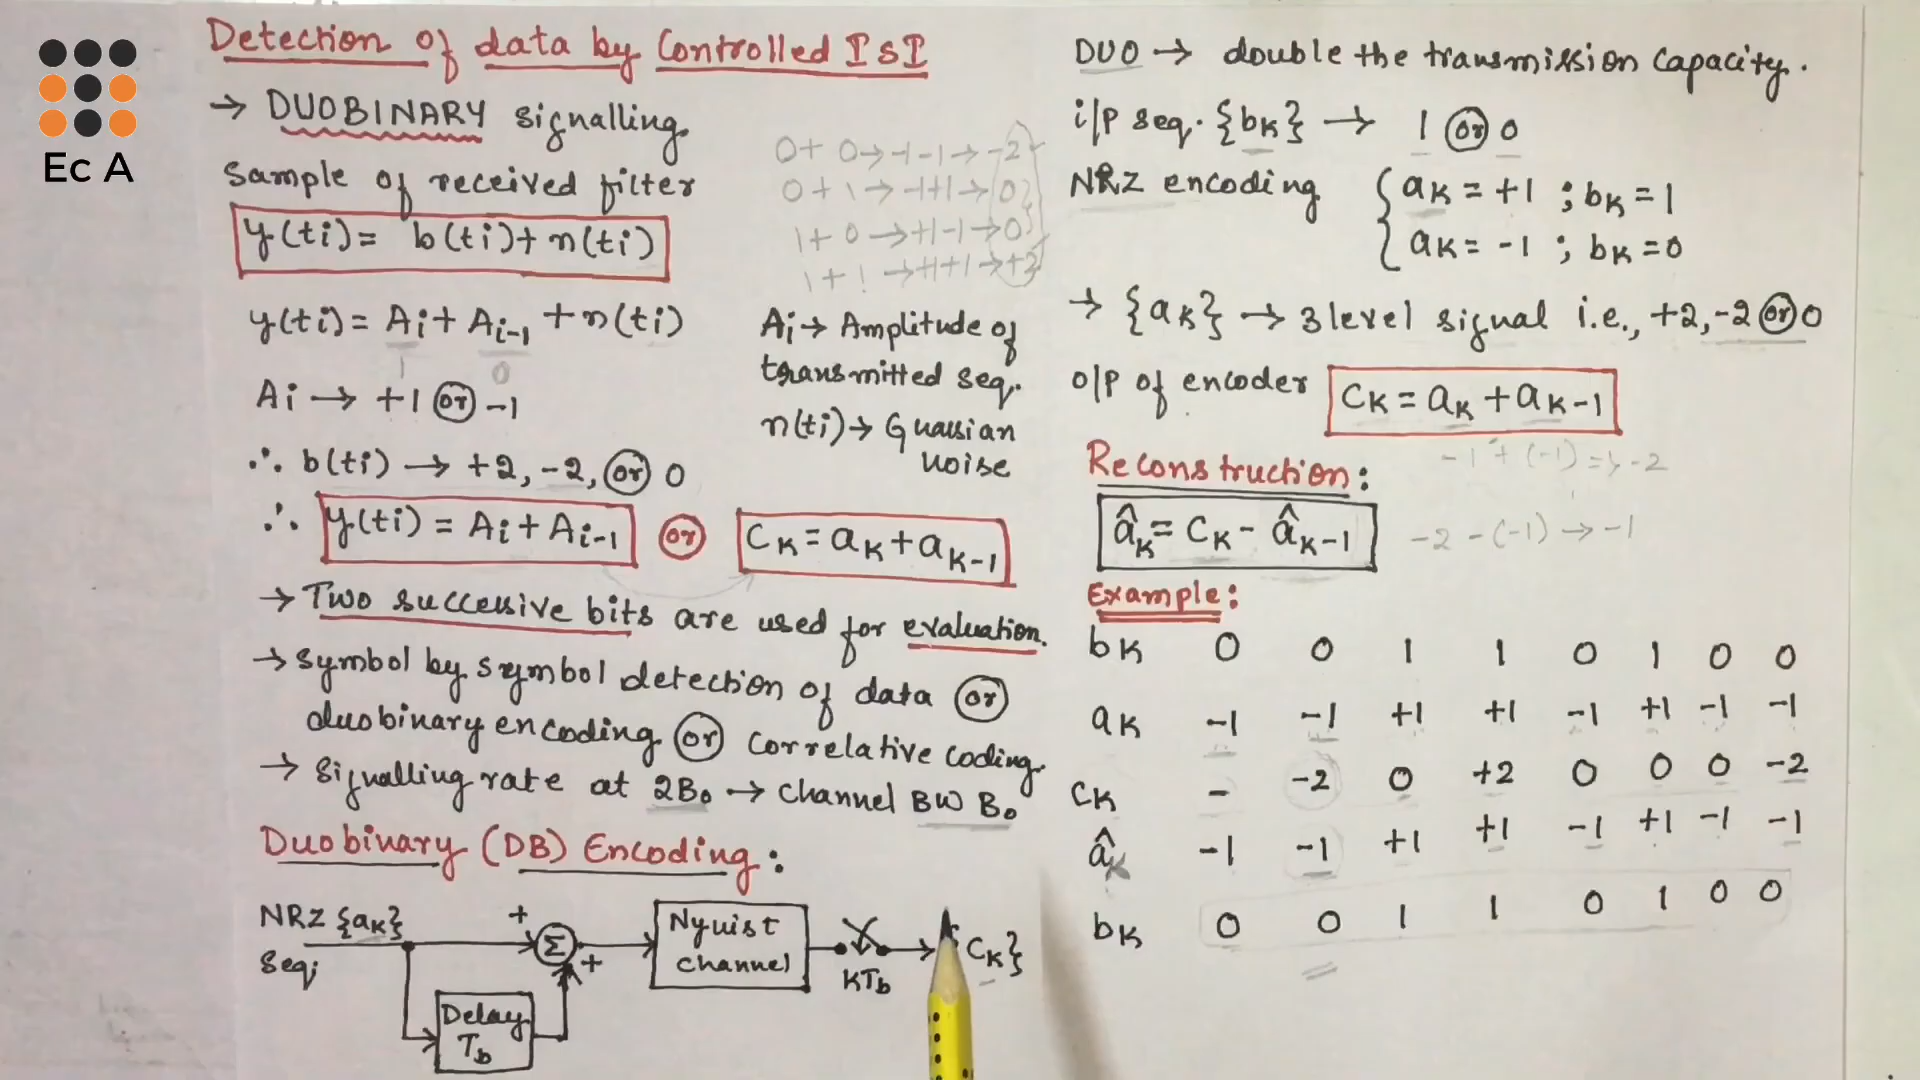 Ec A
Detection of data by Controlled ISI
→ DUOBINARY signalling
Sample of received filter
y(ti) = b(ti) + n(ti)
0 + 0 → -1 -1 → -2
0 + 1 → -1+1 → 0
1 + 0 → +1-1 → 0
1 + 1 → +1+1 → +2
y(ti) = Ai + Ai-1 + n(ti)
1 0
Ai → +1 or -1
∴ b(ti) → +2, -2, or 0
Ai → Amplitude of
transmitted seq.
n(ti) → Guassian
noise
∴ y(ti) = Ai + Ai-1 or CK = aK + aK-1
→ Two successive bits are used for evaluation.
→ symbol by symbol detection of data or
duobinary encoding or correlative coding.
→ signalling rate at 2B0 → channel BW B0
Duobinary (DB) Encoding:
NRZ {aK}
Seq;
+
Σ
+
Delay
Tb
Nyuist
channel
KTb
{CK}
DUO → double the transmission capacity.
i/p seq. {bK} → 1 or 0
NRZ encoding { aK = +1 ; bK = 1
aK = -1 ; bK = 0
→ {aK} → 3 level signal i.e., +2, -2 or 0
o/p of encoder CK = aK + aK-1
-1 + (-1) => -2
Reconstruction:
âK = CK - âK-1
-2 - (-1) → -1
Example:
bK 0 0 1 1 0 1 0 0
aK -1 -1 +1 +1 -1 +1 -1 -1
CK - -2 0 +2 0 0 0 -2
âK -1 -1 +1 +1 -1 +1 -1 -1
bK 0 0 1 1 0 1 0 0